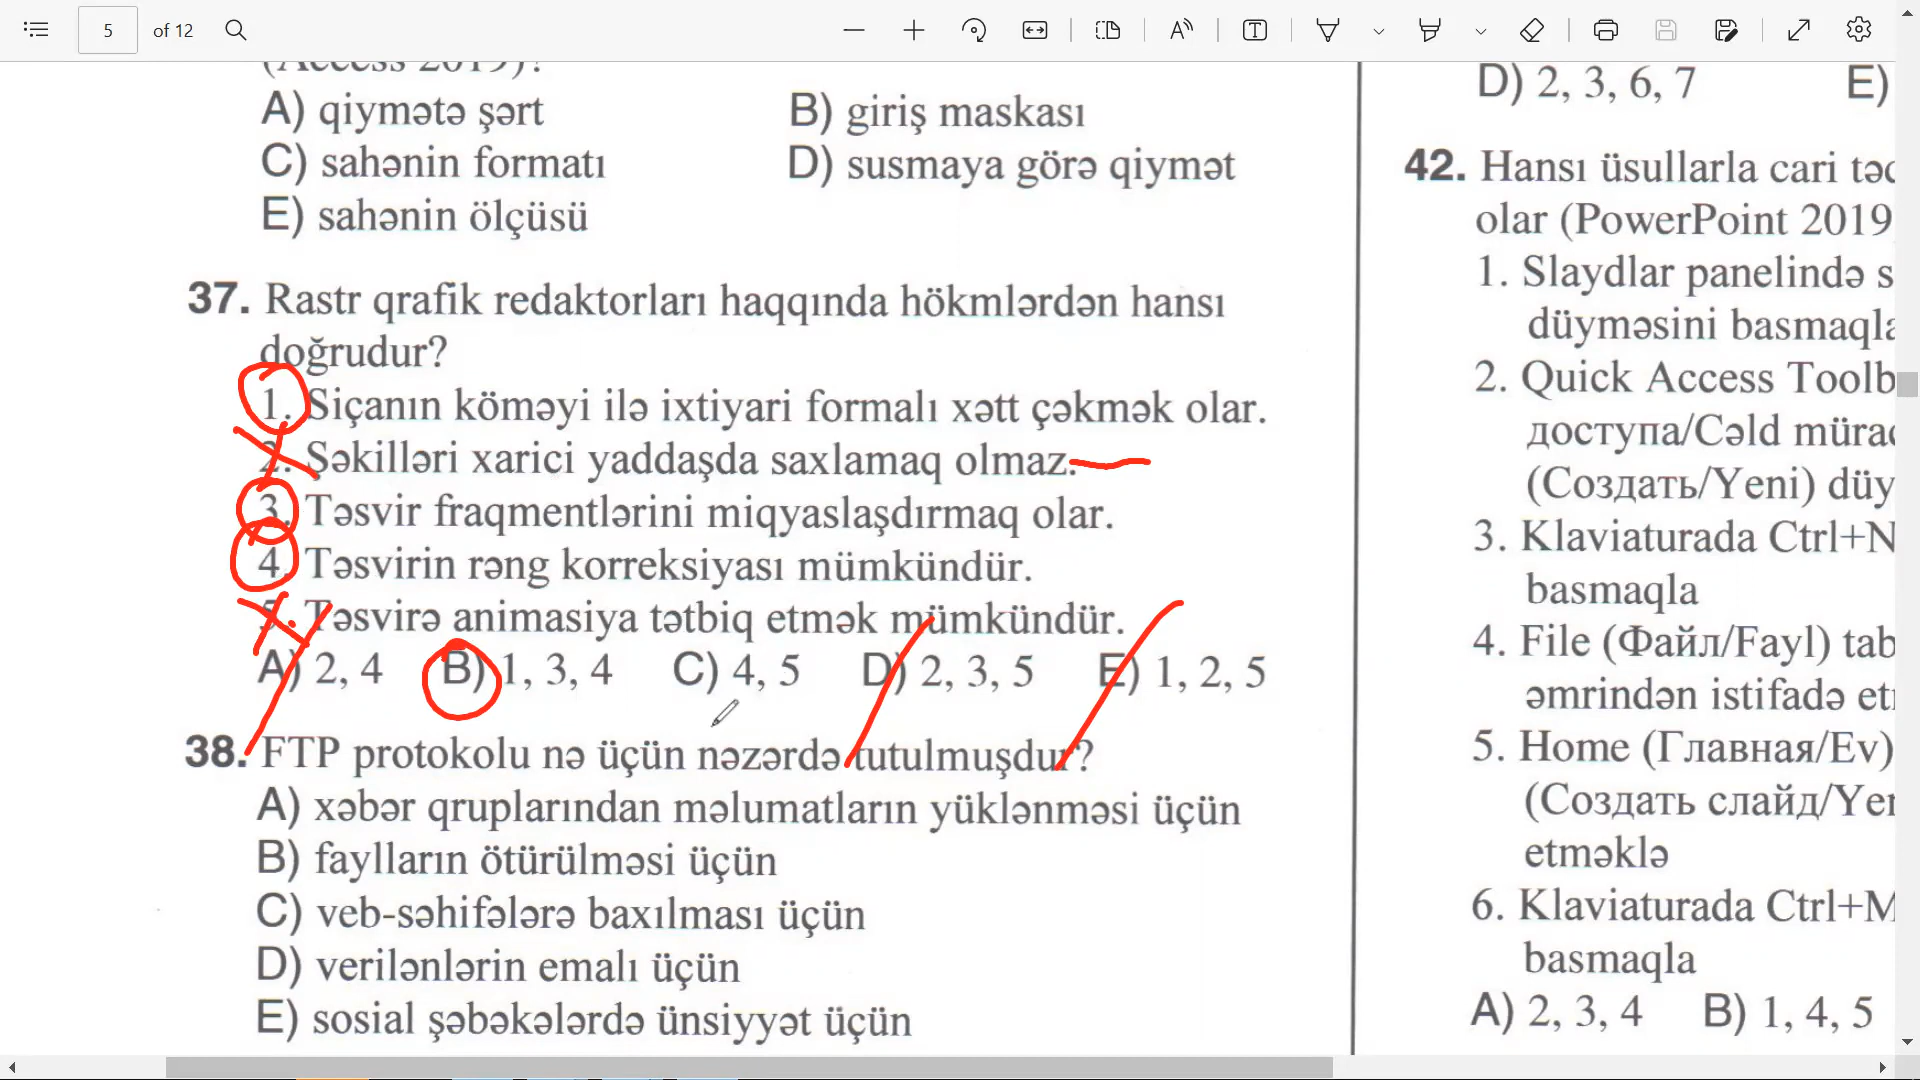 5 of 12
(Access 2019)?
A) qiymətə şərt B) giriş maskası
C) sahənin formatı D) susmaya görə qiymət
E) sahənin ölçüsü
37. Rastr qrafik redaktorları haqqında hökmlərdən hansı
doğrudur?
1. Siçanın köməyi ilə ixtiyari formalı xətt çəkmək olar.
2. Şəkilləri xarici yaddaşda saxlamaq olmaz.
3. Təsvir fraqmentlərini miqyaslaşdırmaq olar.
4. Təsvirin rəng korreksiyası mümkündür.
5. Təsvirə animasiya tətbiq etmək mümkündür.
A) 2, 4 B) 1, 3, 4 C) 4, 5 D) 2, 3, 5 E) 1, 2, 5
38. FTP protokolu nə üçün nəzərdə tutulmuşdur?
A) xəbər qruplarından məlumatların yüklənməsi üçün
B) faylların ötürülməsi üçün
C) veb-səhifələrə baxılması üçün
D) verilənlərin emalı üçün
E) sosial şəbəkələrdə ünsiyyət üçün
D) 2, 3, 6, 7 E)
42. Hansı üsullarla cari təd
olar (PowerPoint 2019
1. Slaydlar panelində s
düyməsini basmaqla
2. Quick Access Toolb
доступа/Cəld müra
(Создать/Yeni) düy
3. Klaviaturada Ctrl+N
basmaqla
4. File (Файл/Fayl) tab
əmrindən istifadə et
5. Home (Главная/Ev)
(Создать слайд/Ye
etməklə
6. Klaviaturada Ctrl+M
basmaqla
A) 2, 3, 4 B) 1, 4, 5